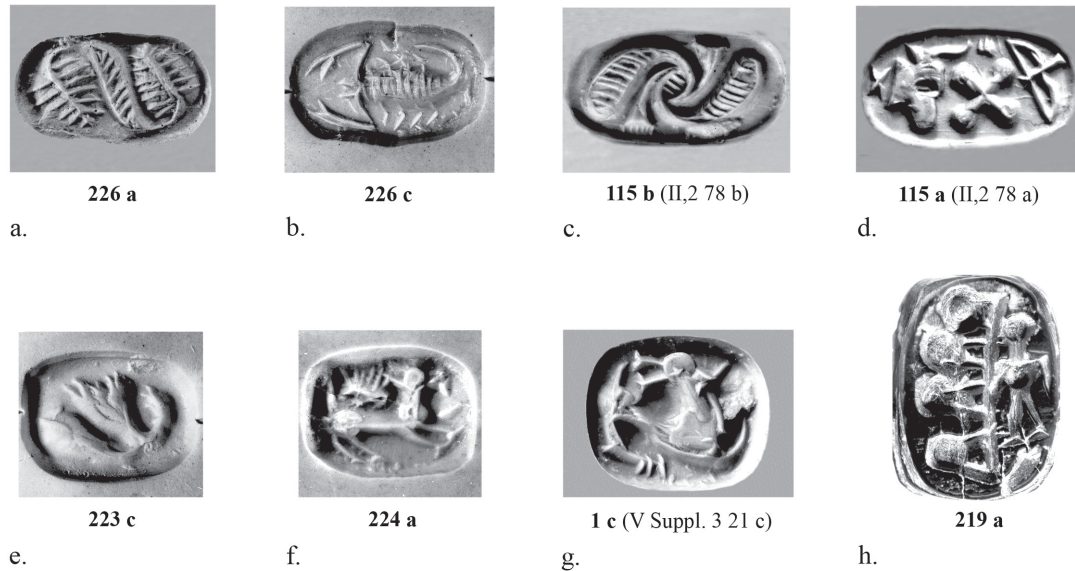 226 a
226 c
115 b (II,2 78 b)
115 a (II,2 78 a)
a.
b.
c.
d.
223 c
224 a
1 c (V Suppl. 3 21 c)
219 a
e.
f.
g.
h.